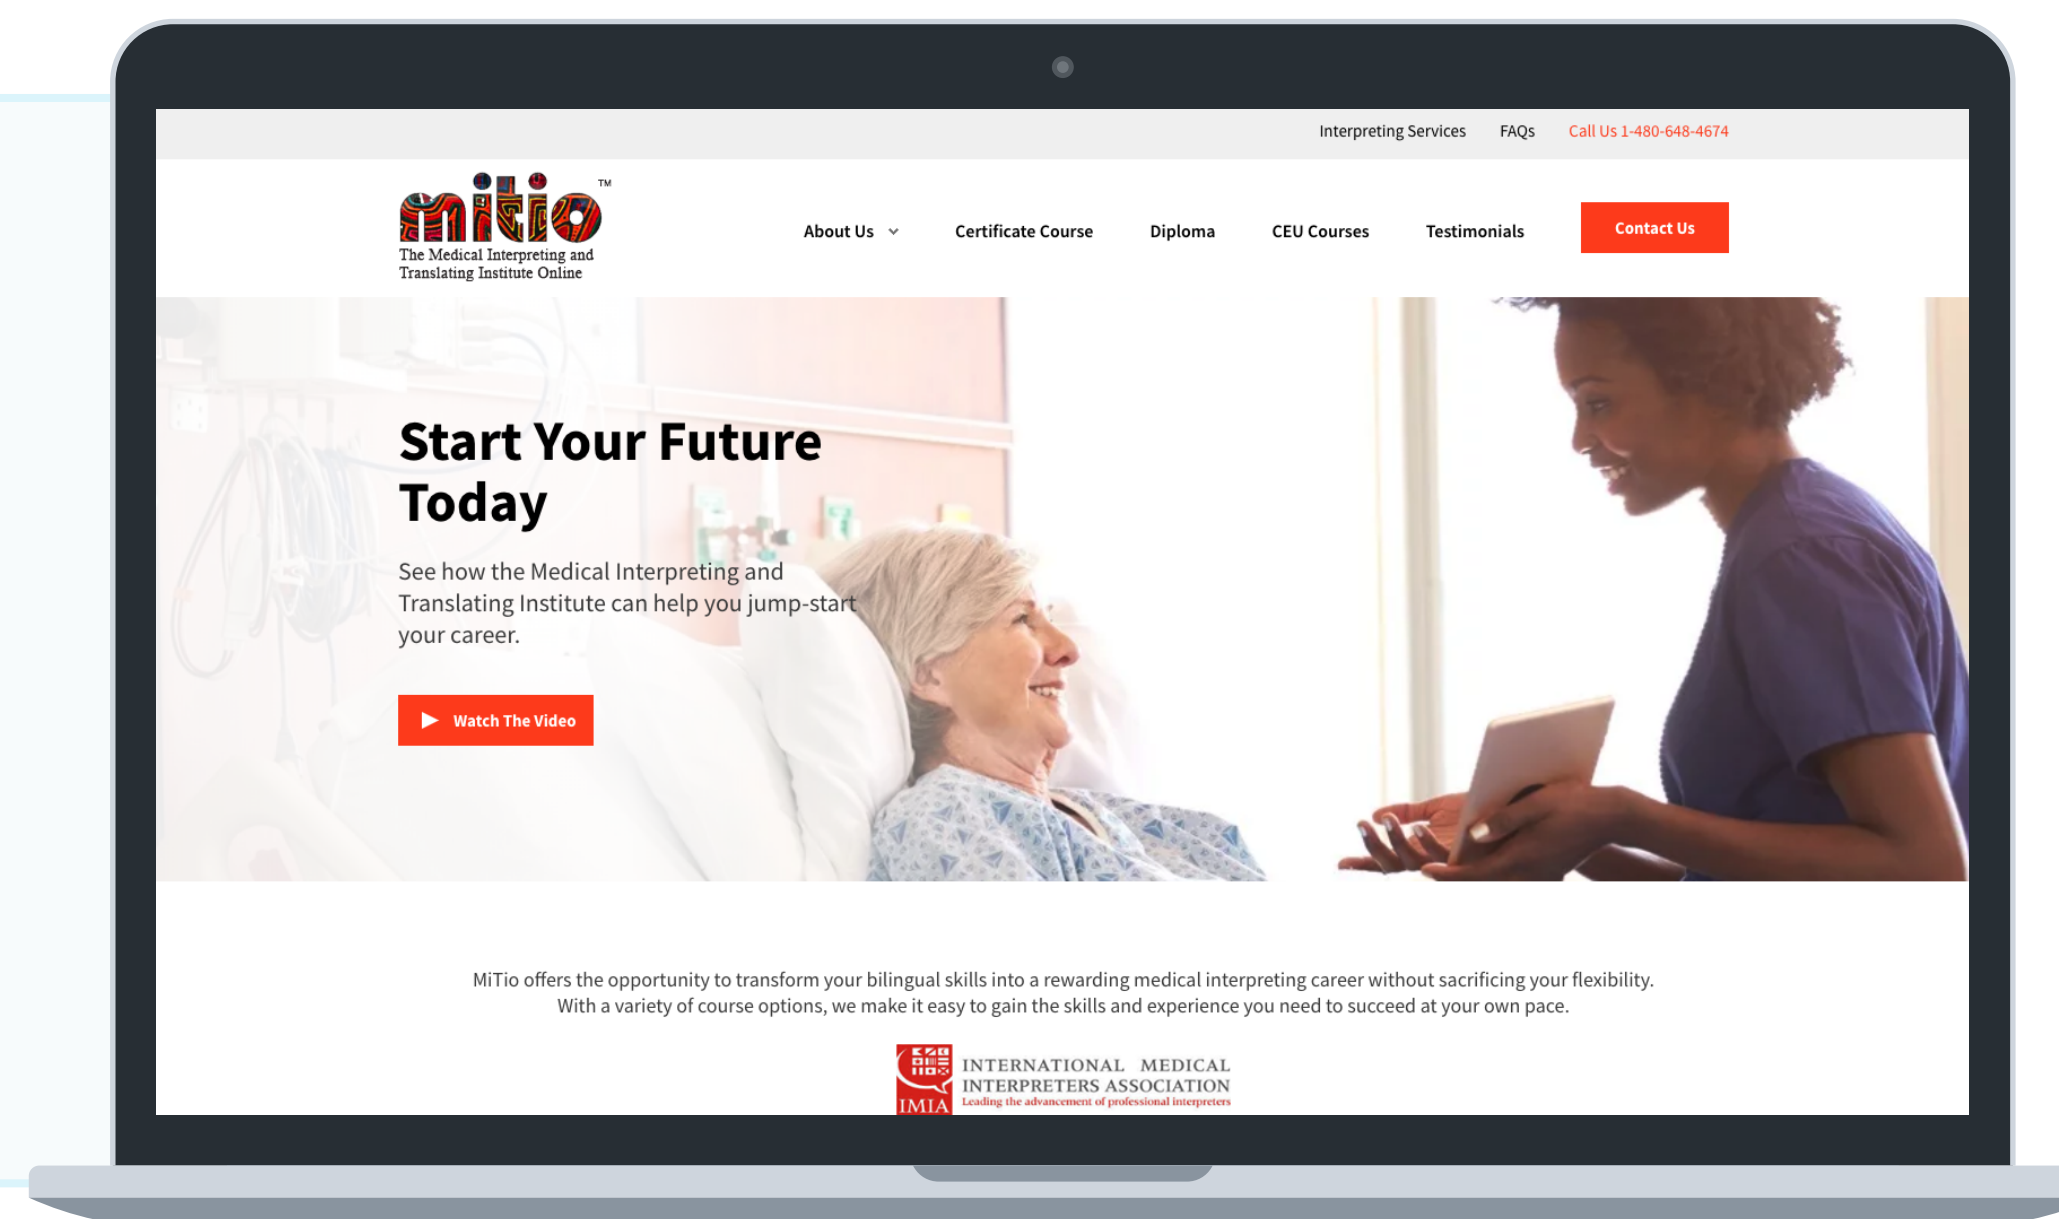 Interpreting Services FAQs Call Us 1-480-648-4674
mitio™
The Medical Interpreting and
Translating Institute Online
About Us Certificate Course Diploma CEU Courses Testimonials Contact Us
Start Your Future
Today
See how the Medical Interpreting and
Translating Institute can help you jump-start
your career.
Watch The Video
MiTio offers the opportunity to transform your bilingual skills into a rewarding medical interpreting career without sacrificing your flexibility.
With a variety of course options, we make it easy to gain the skills and experience you need to succeed at your own pace.
INTERNATIONAL MEDICAL
INTERPRETERS ASSOCIATION
IMIA Leading the advancement of professional interpreters